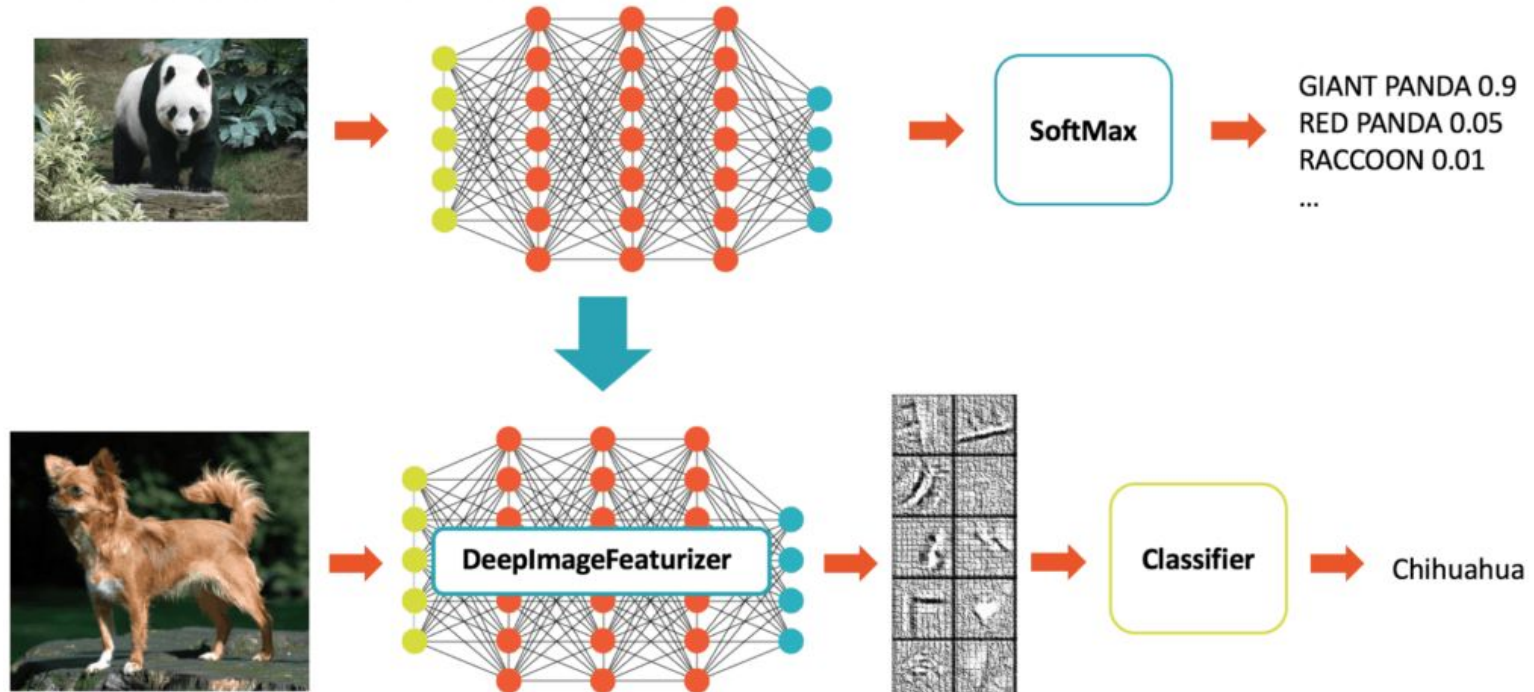 SoftMax
GIANT PANDA 0.9
RED PANDA 0.05
RACCOON 0.01
...
DeepImageFeaturizer
Classifier
Chihuahua